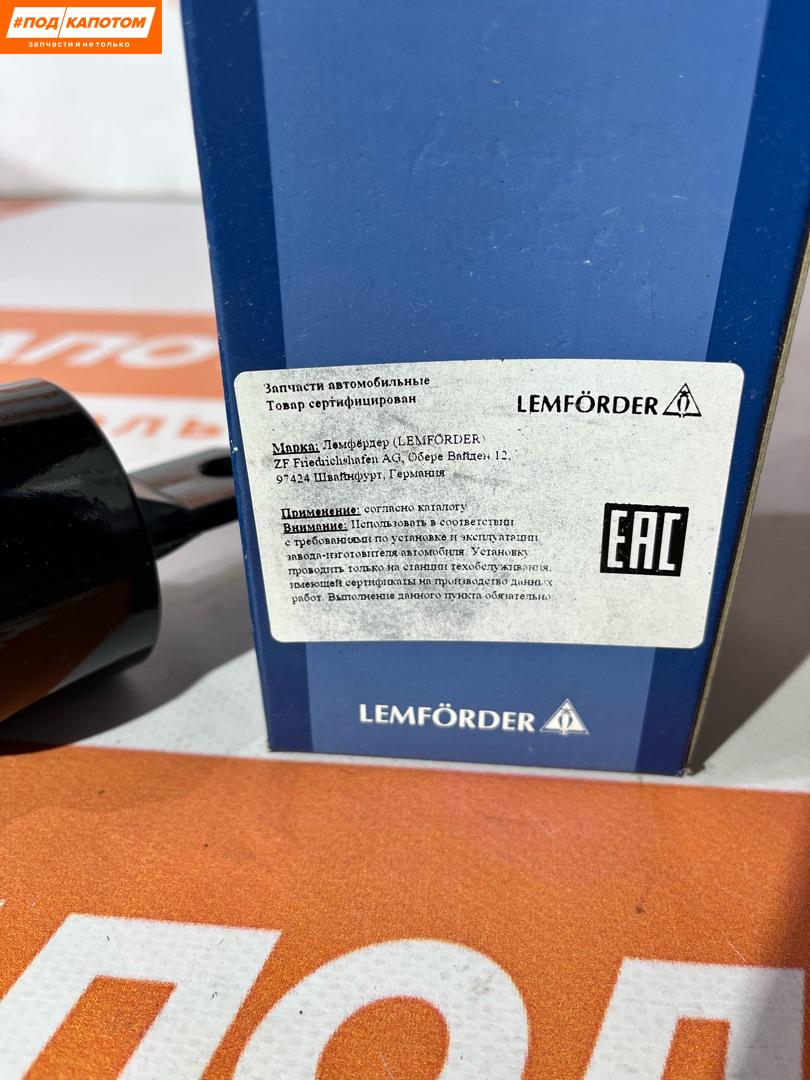 #ПОД КАПОТОМ
запчасти и не только
Запчасти автомобильные
Товар сертифицирован
LEMFÖRDER
Марка: Лемфёрдер (LEMFÖRDER)
ZF Friedrichshafen AG, Обере Вайден 12,
97424 Швайнфурт, Германия
Применение: согласно каталогу
Внимание: Использовать в соответствии
с требованиями по установке и эксплуатации
завода-изготовителя автомобиля. Установку
проводить только на станции техобслуживания,
имеющей сертификаты на производство данных
работ. Выполнение данного пункта обязательно
EAC
LEMFÖRDER